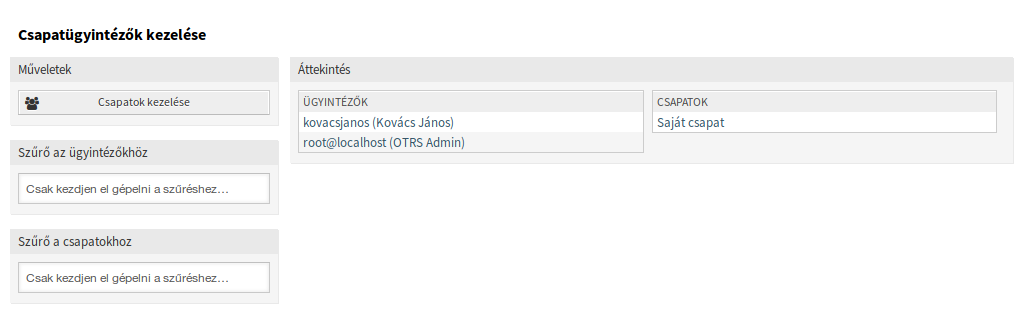 Csapatügyintézők kezelése
Műveletek
Csapatok kezelése
Szűrő az ügyintézőkhöz
Csak kezdjen el gépelni a szűréshez...
Szűrő a csapatokhoz
Csak kezdjen el gépelni a szűréshez...
Áttekintés
ÜGYINTÉZŐK
kovacsjanos (Kovács János)
root@localhost (OTRS Admin)
CSAPATOK
Saját csapat